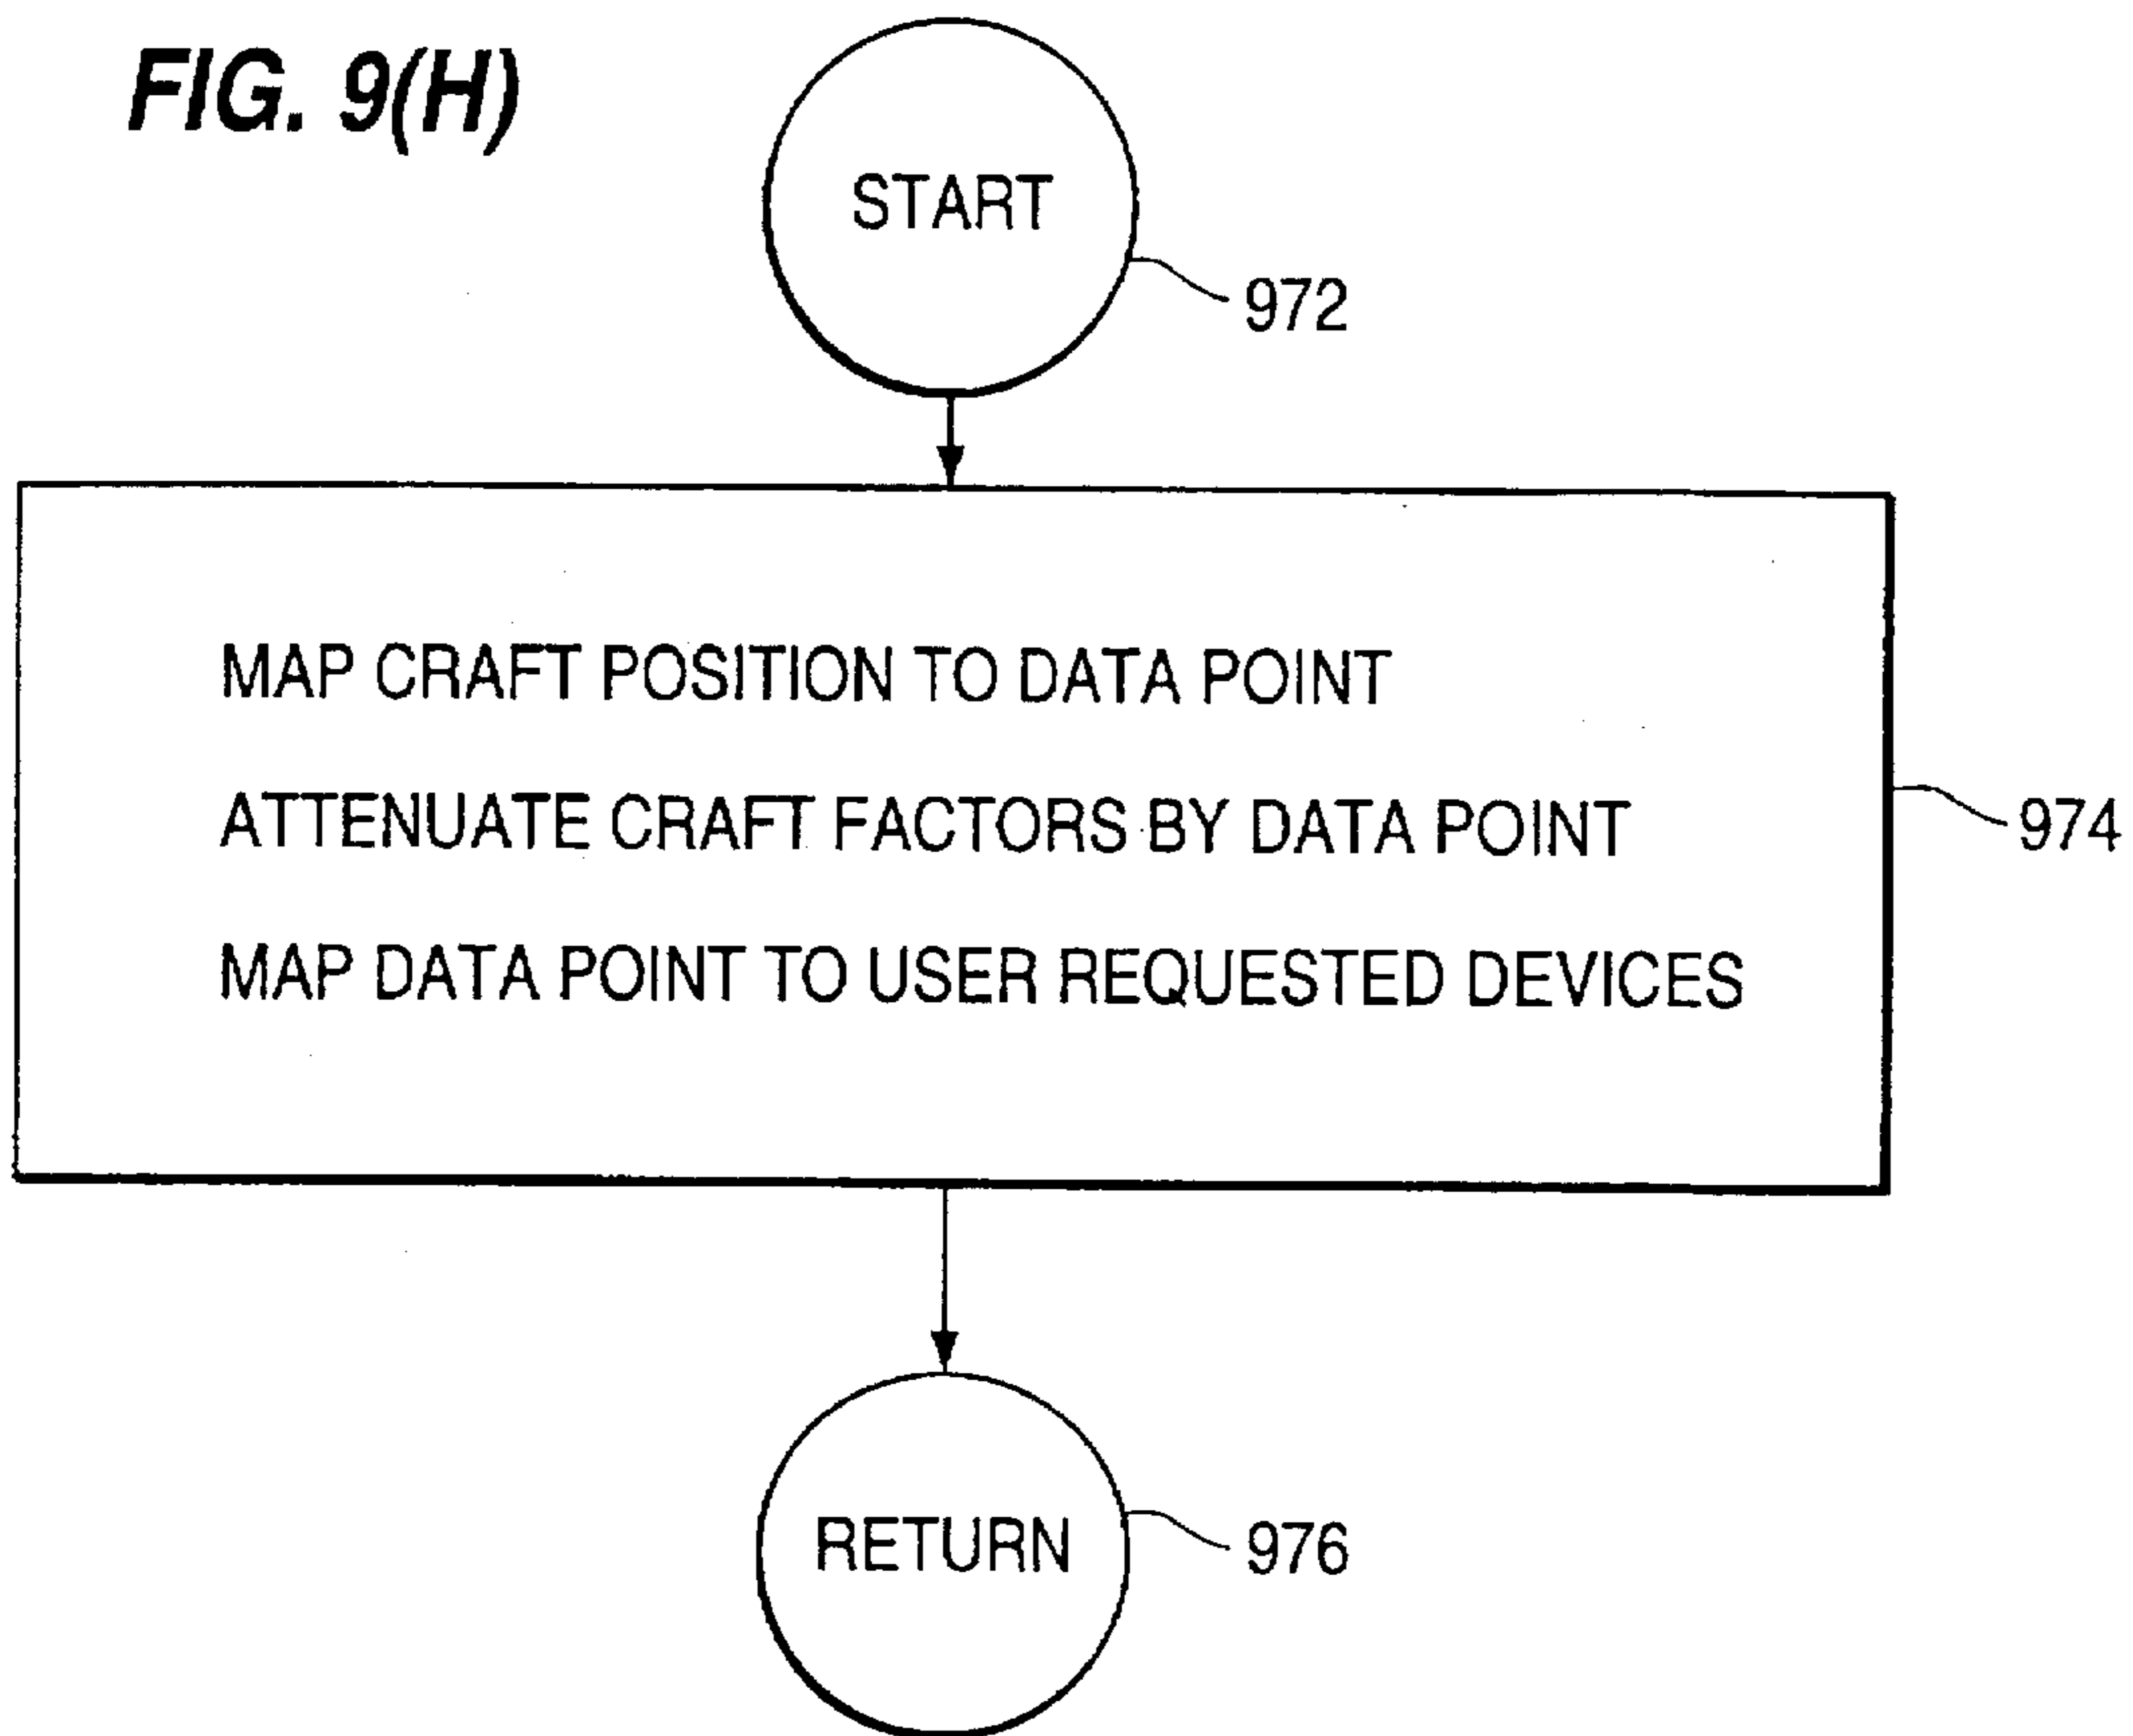 FIG. 9(H)
START
972
MAP CRAFT POSITION TO DATA POINT
ATTENUATE CRAFT FACTORS BY DATA POINT
MAP DATA POINT TO USER REQUESTED DEVICES
974
RETURN
976